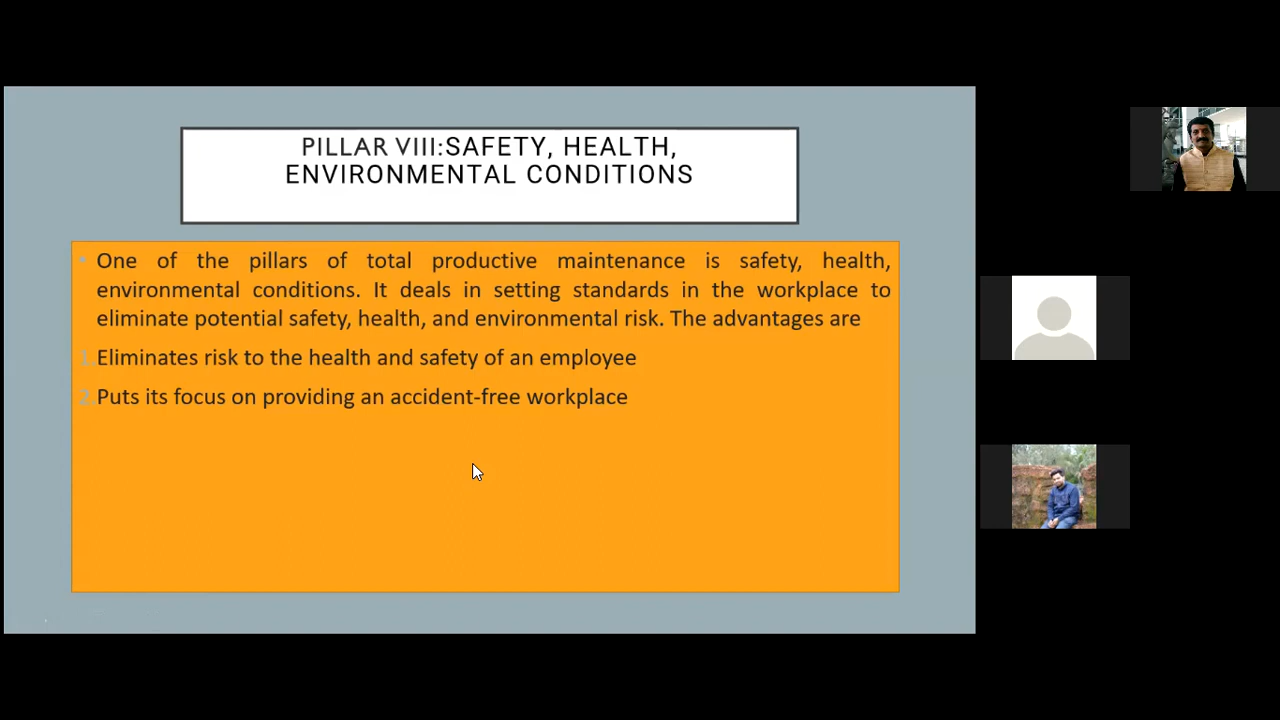 PILLAR VIII:SAFETY, HEALTH,
ENVIRONMENTAL CONDITIONS
• One of the pillars of total productive maintenance is safety, health,
environmental conditions. It deals in setting standards in the workplace to
eliminate potential safety, health, and environmental risk. The advantages are
1. Eliminates risk to the health and safety of an employee
2. Puts its focus on providing an accident-free workplace